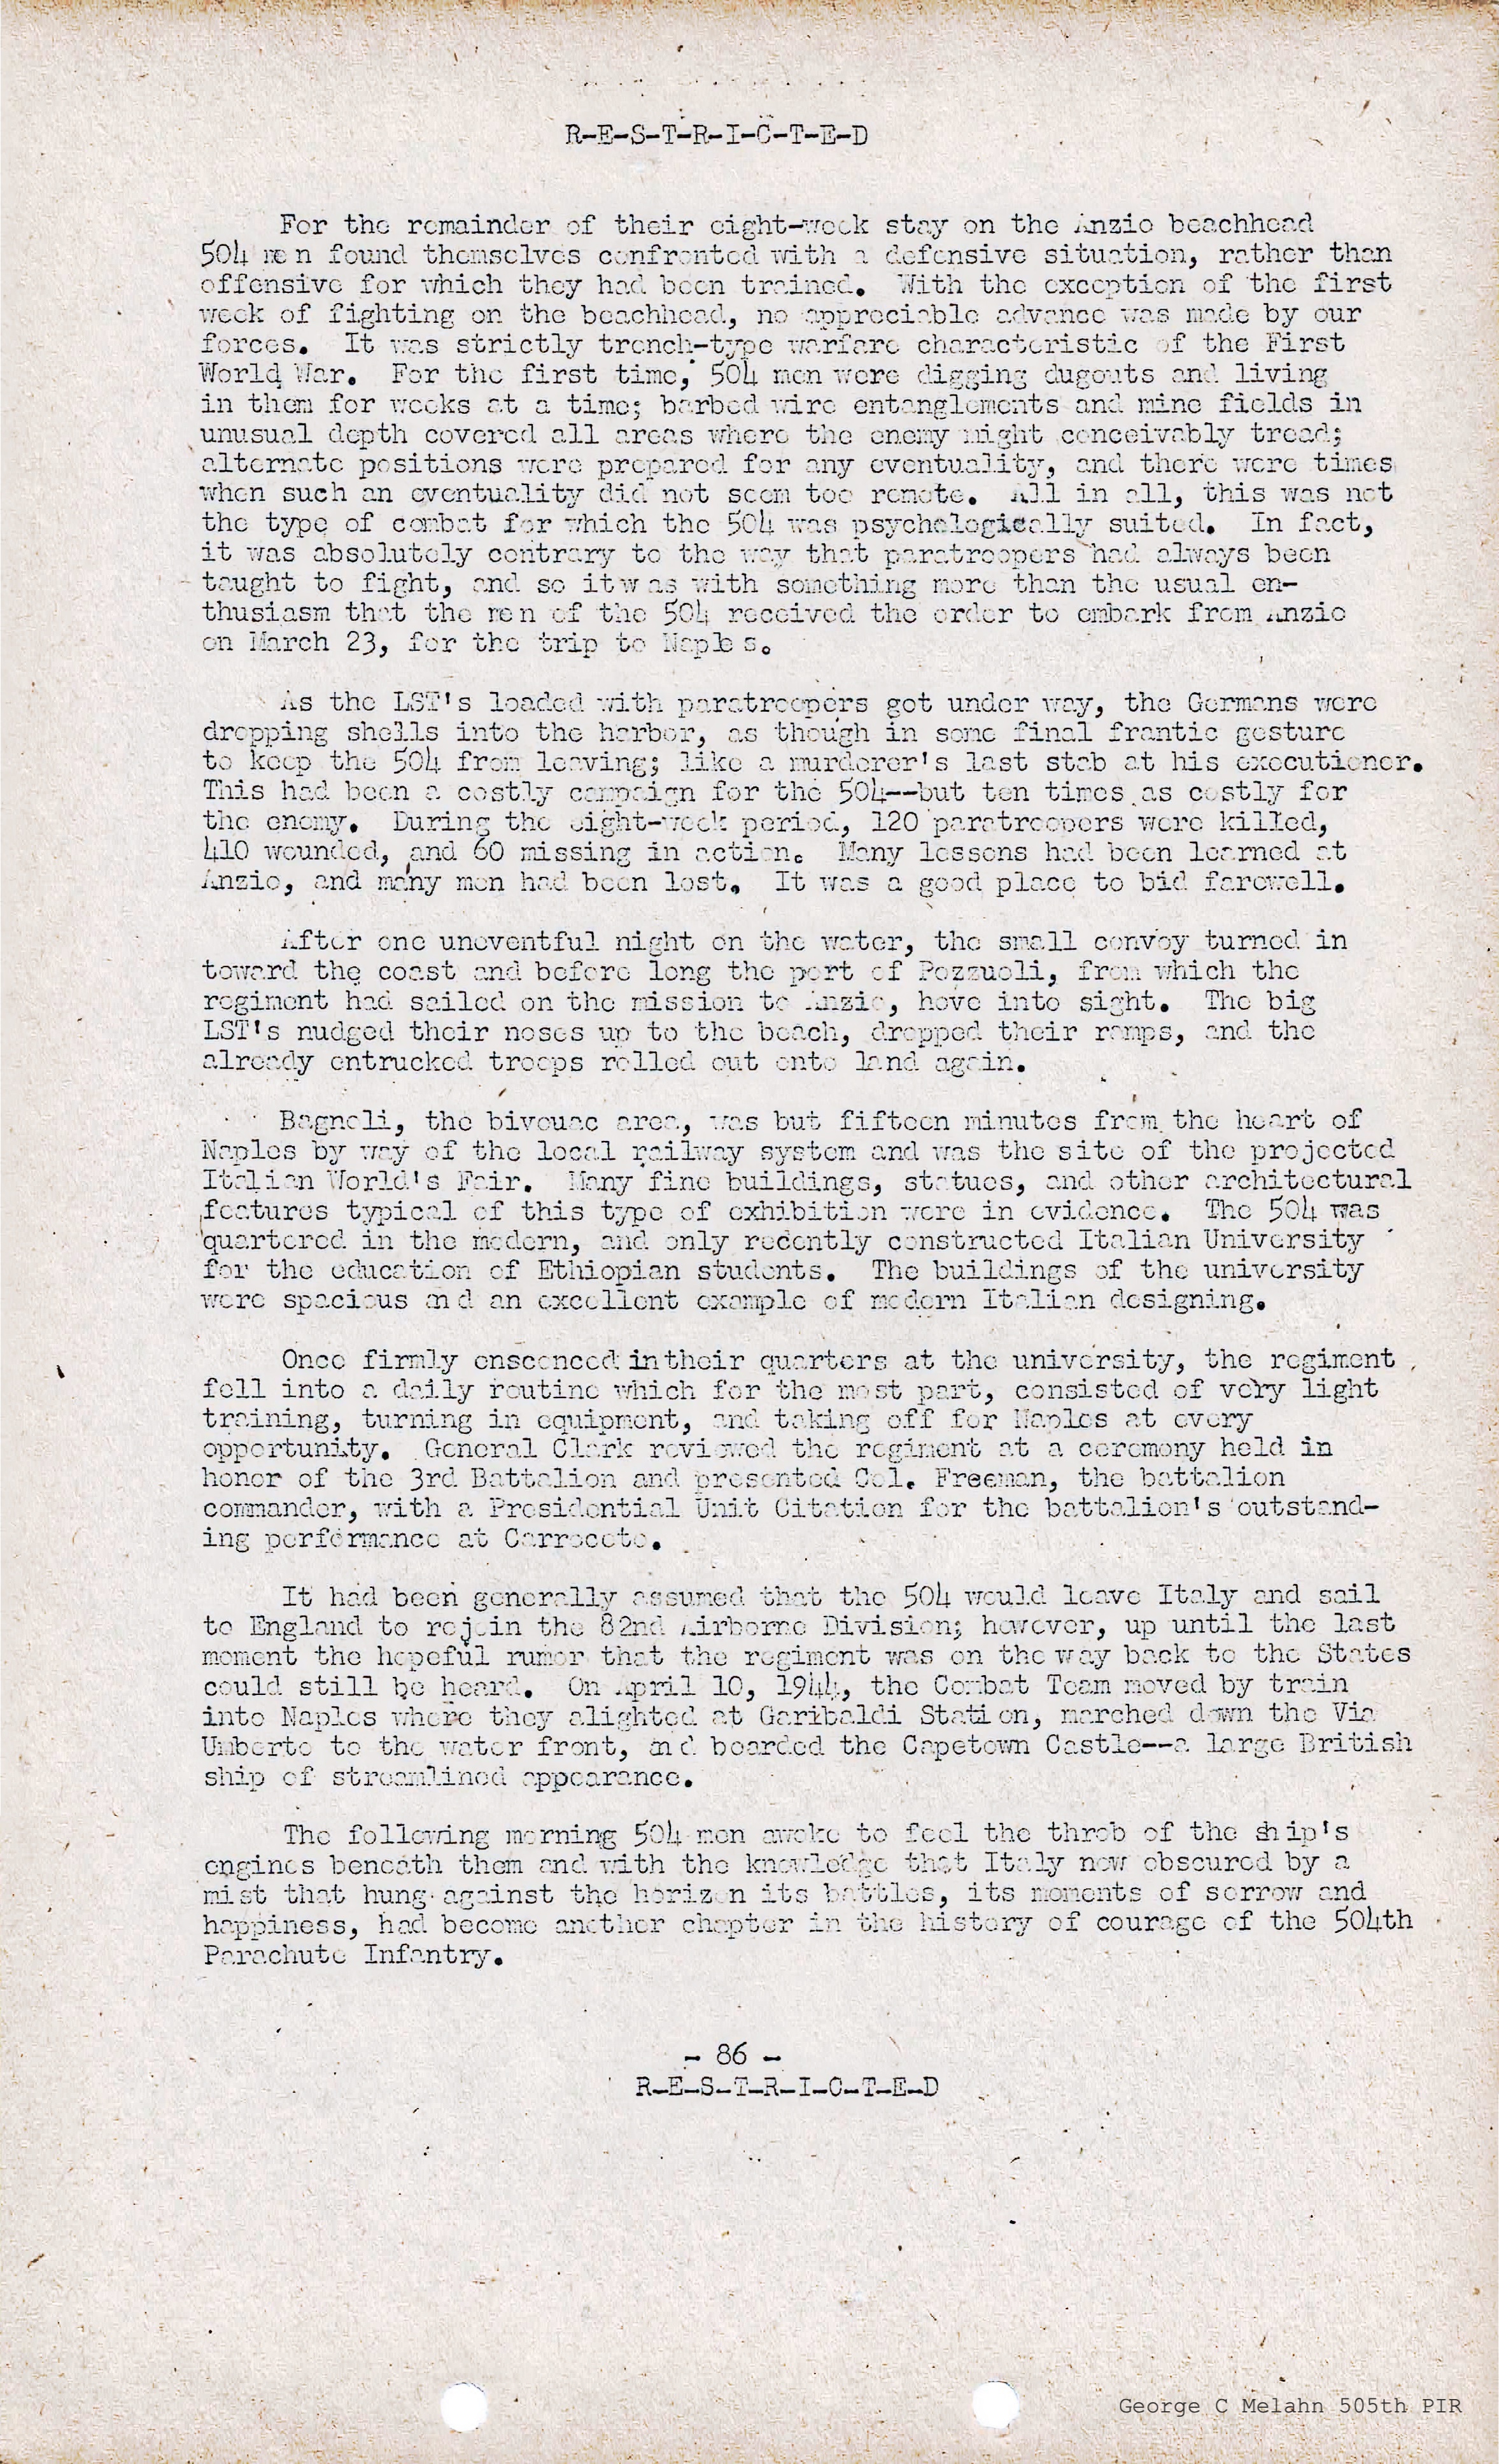 R-E-S-T-R-I-C-T-E-D
For the remainder of their eight-week stay on the Anzio beachhead
504 men found themselves confronted with a defensive situation, rather than
offensive for which they had been trained. With the exception of the first
week of fighting on the beachhead, no appreciable advance was made by our
forces. It was strictly trench-type warfare characteristic of the First
World War. For the first time, 504 men were digging dugouts and living
in them for weeks at a time; barbed wire entanglements and mine fields in
unusual depth covered all areas where the enemy might conceivably tread;
alternate positions were prepared for any eventuality, and there were times
when such an eventuality did not seem too remote. All in all, this was not
the type of combat for which the 504 was psychologically suited. In fact,
it was absolutely contrary to the way that paratroopers had always been
taught to fight, and so itw as with something more than the usual en-
thusiasm that the men of the 504 received the order to embark from Anzio
on March 23, for the trip to Naples.
As the LST's loaded with paratroopers got under way, the Germans were
dropping shells into the harbor, as though in some final frantic gesture
to keep the 504 from leaving; like a murderer's last stab at his executioner.
This had been a costly campaign for the 504--but ten times as costly for
the enemy. During the eight-week period, 120 paratroopers were killed,
410 wounded, and 60 missing in action. Many lessons had been learned at
Anzio, and many men had been lost. It was a good place to bid farewell.
After one uneventful night on the water, the small convoy turned in
toward the coast and before long the port of Pozzuoli, from which the
regiment had sailed on the mission to Anzio, hove into sight. The big
LST's nudged their noses up to the beach, dropped their ramps, and the
already entrucked troops rolled out onto land again.
Bagnoli, the bivouac area, was but fifteen minutes from the heart of
Naples by way of the local railway system and was the site of the projected
Italian World's Fair. Many fine buildings, statues, and other architectural
features typical of this type of exhibition were in evidence. The 504 was
quartered in the modern, and only recently constructed Italian University
for the education of Ethiopian students. The buildings of the university
were spacious and an excellent example of modern Italian designing.
Once firmly ensconced in their quarters at the university, the regiment
fell into a daily routine which for the most part, consisted of very light
training, turning in equipment, and taking off for Naples at every
opportunity. General Clark reviewed the regiment at a ceremony held in
honor of the 3rd Battalion and presented Col. Freeman, the battalion
commander, with a Presidential Unit Citation for the battalion's outstand-
ing performance at Carroceto.
It had been generally assumed that the 504 would leave Italy and sail
to England to rejoin the 82nd Airborne Division; however, up until the last
moment the hopeful rumor that the regiment was on the way back to the States
could still be heard. On April 10, 1944, the Combat Team moved by train
into Naples where they alighted at Garibaldi Station, marched down the Via
Umberto to the water front, and boarded the Capetown Castle--a large British
ship of streamlined appearance.
The following morning 504 men awoke to feel the throb of the ship's
engines beneath them and with the knowledge that Italy now obscured by a
mist that hung against the horizon its battles, its moments of sorrow and
happiness, had become another chapter in the history of courage of the 504th
Parachute Infantry.
- 86 -
R-E-S-T-R-I-C-T-E-D
George C Melahn 505th PIR